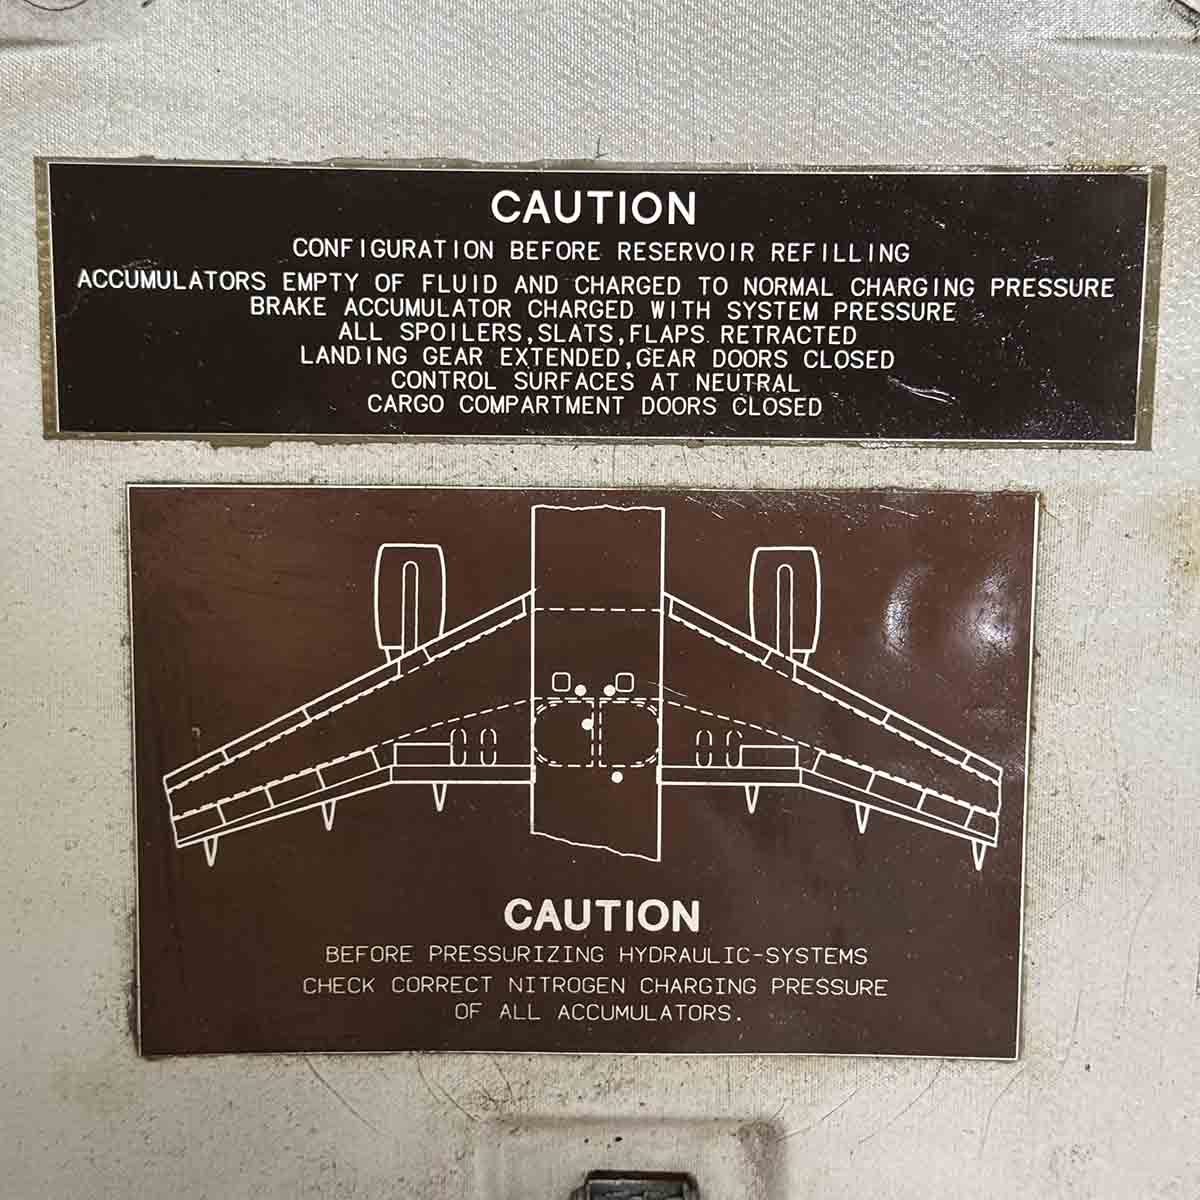 CAUTION
CONFIGURATION BEFORE RESERVOIR REFILLING
ACCUMULATORS EMPTY OF FLUID AND CHARGED TO NORMAL CHARGING PRESSURE
BRAKE ACCUMULATOR CHARGED WITH SYSTEM PRESSURE
ALL SPOILERS,SLATS,FLAPS RETRACTED
LANDING GEAR EXTENDED,GEAR DOORS CLOSED
CONTROL SURFACES AT NEUTRAL
CARGO COMPARTMENT DOORS CLOSED
CAUTION
BEFORE PRESSURIZING HYDRAULIC-SYSTEMS
CHECK CORRECT NITROGEN CHARGING PRESSURE
OF ALL ACCUMULATORS.